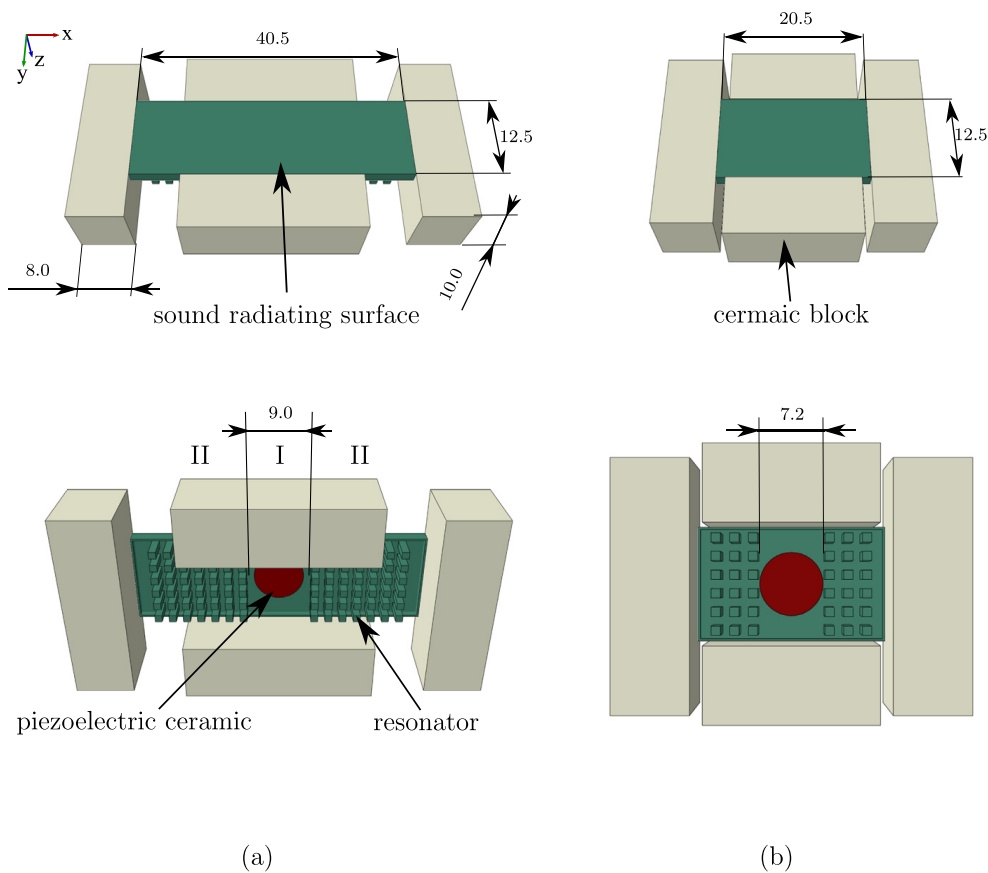 x
z
y
40.5
12.5
8.0
10.0
sound radiating surface
20.5
12.5
cermaic block
9.0
II
I
II
piezoelectric ceramic
resonator
7.2
(a)
(b)